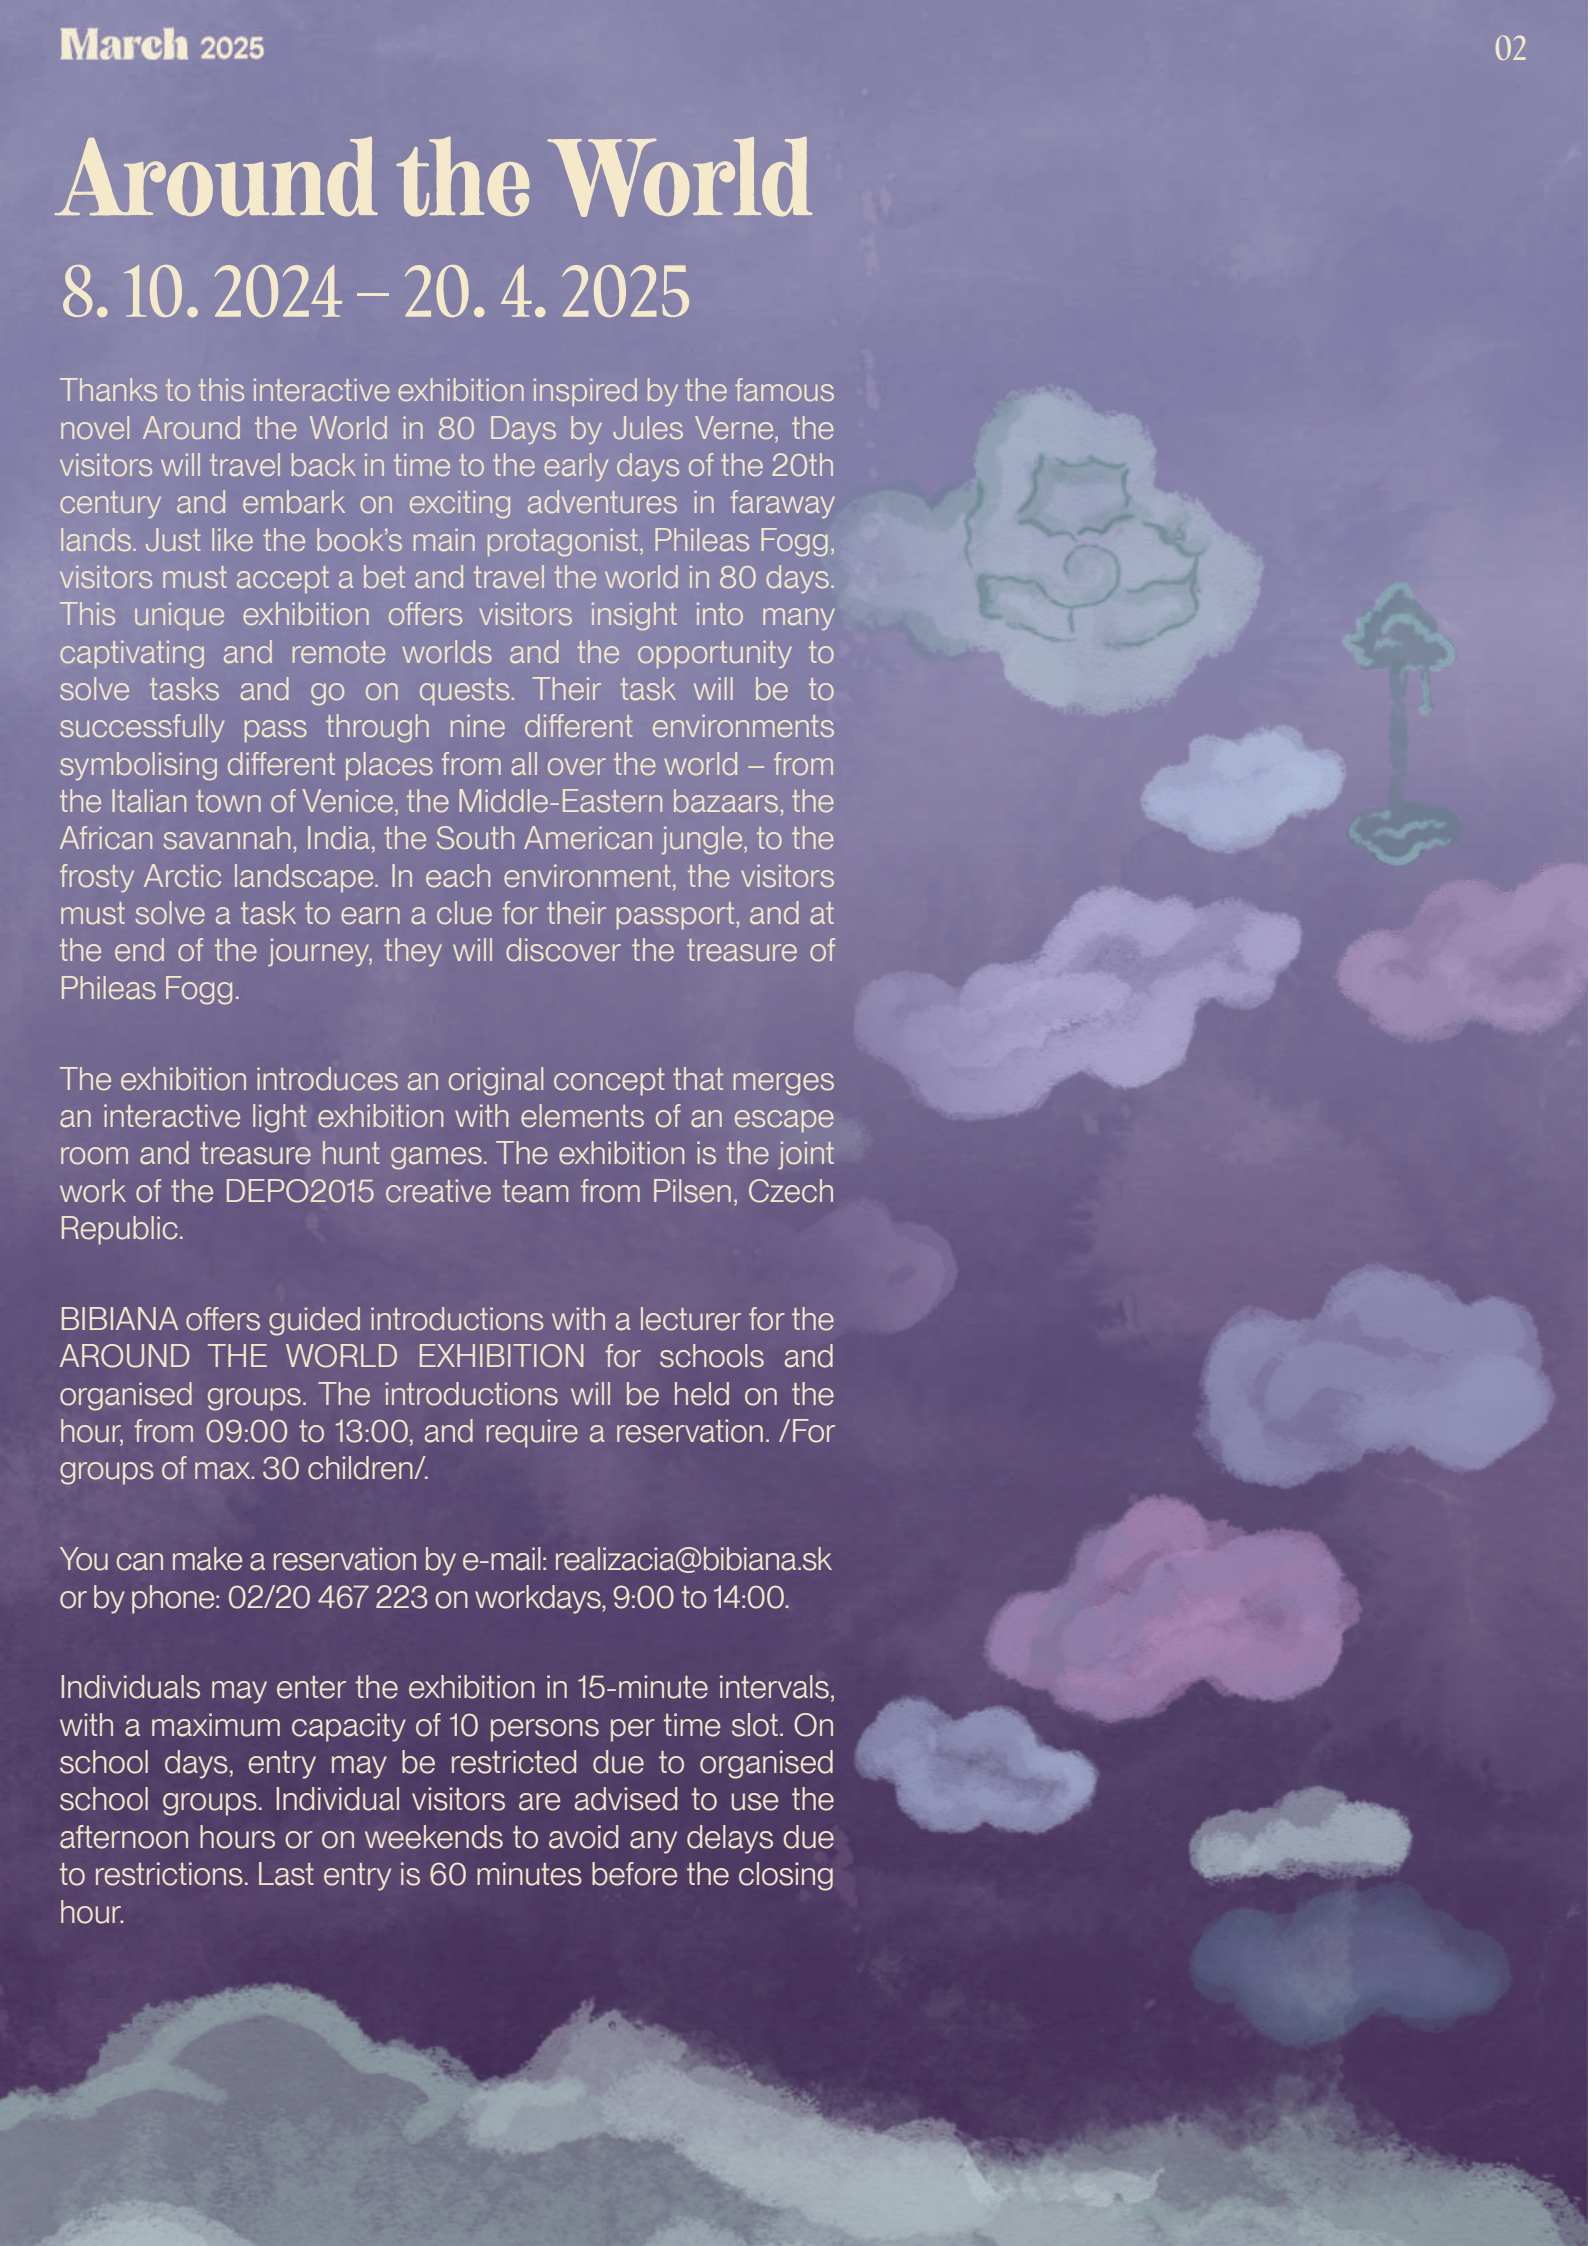 March 2025
02
Around the World
8. 10. 2024 – 20. 4. 2025
Thanks to this interactive exhibition inspired by the famous
novel Around the World in 80 Days by Jules Verne, the
visitors will travel back in time to the early days of the 20th
century and embark on exciting adventures in faraway
lands. Just like the book’s main protagonist, Phileas Fogg,
visitors must accept a bet and travel the world in 80 days.
This unique exhibition offers visitors insight into many
captivating and remote worlds and the opportunity to
solve tasks and go on quests. Their task will be to
successfully pass through nine different environments
symbolising different places from all over the world – from
the Italian town of Venice, the Middle-Eastern bazaars, the
African savannah, India, the South American jungle, to the
frosty Arctic landscape. In each environment, the visitors
must solve a task to earn a clue for their passport, and at
the end of the journey, they will discover the treasure of
Phileas Fogg.
The exhibition introduces an original concept that merges
an interactive light exhibition with elements of an escape
room and treasure hunt games. The exhibition is the joint
work of the DEPO2015 creative team from Pilsen, Czech
Republic.
BIBIANA offers guided introductions with a lecturer for the
AROUND THE WORLD EXHIBITION for schools and
organised groups. The introductions will be held on the
hour, from 09:00 to 13:00, and require a reservation. /For
groups of max. 30 children/.
You can make a reservation by e-mail: realizacia@bibiana.sk
or by phone: 02/20 467 223 on workdays, 9:00 to 14:00.
Individuals may enter the exhibition in 15-minute intervals,
with a maximum capacity of 10 persons per time slot. On
school days, entry may be restricted due to organised
school groups. Individual visitors are advised to use the
afternoon hours or on weekends to avoid any delays due
to restrictions. Last entry is 60 minutes before the closing
hour.